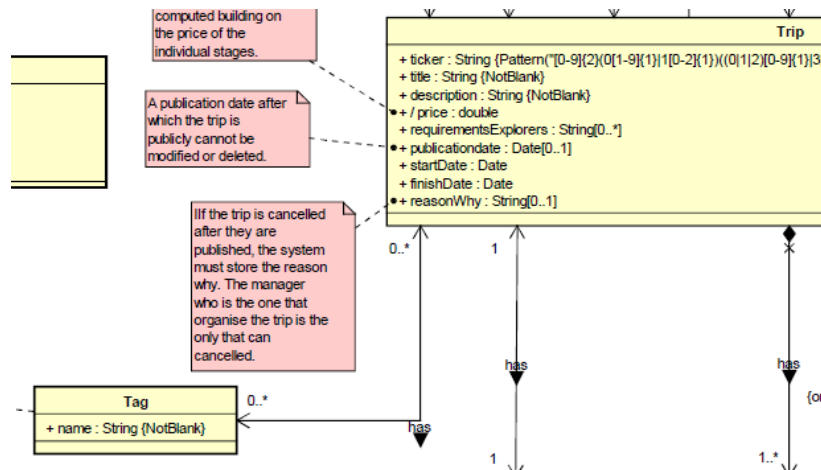 computed building on
the price of the
individual stages.
Trip
+ ticker : String {Pattern("[0-9]{2}(0[1-9]{1}|1[0-2]{1})((0|1|2)[0-9]{1}|3
+ title : String {NotBlank}
+ description : String {NotBlank}
+ / price : double
+ requirementsExplorers : String[0..*]
+ publicationdate : Date[0..1]
+ startDate : Date
+ finishDate : Date
+ reasonWhy : String[0..1]
A publication date after
which the trip is
publicly cannot be
modified or deleted.
IIf the trip is cancelled
after they are
published, the system
must store the reason
why. The manager
who is the one that
organise the trip is the
only that can
cancelled.
0..*
1
has
has
{or
Tag
+ name : String {NotBlank}
0..*
has
1
1..*